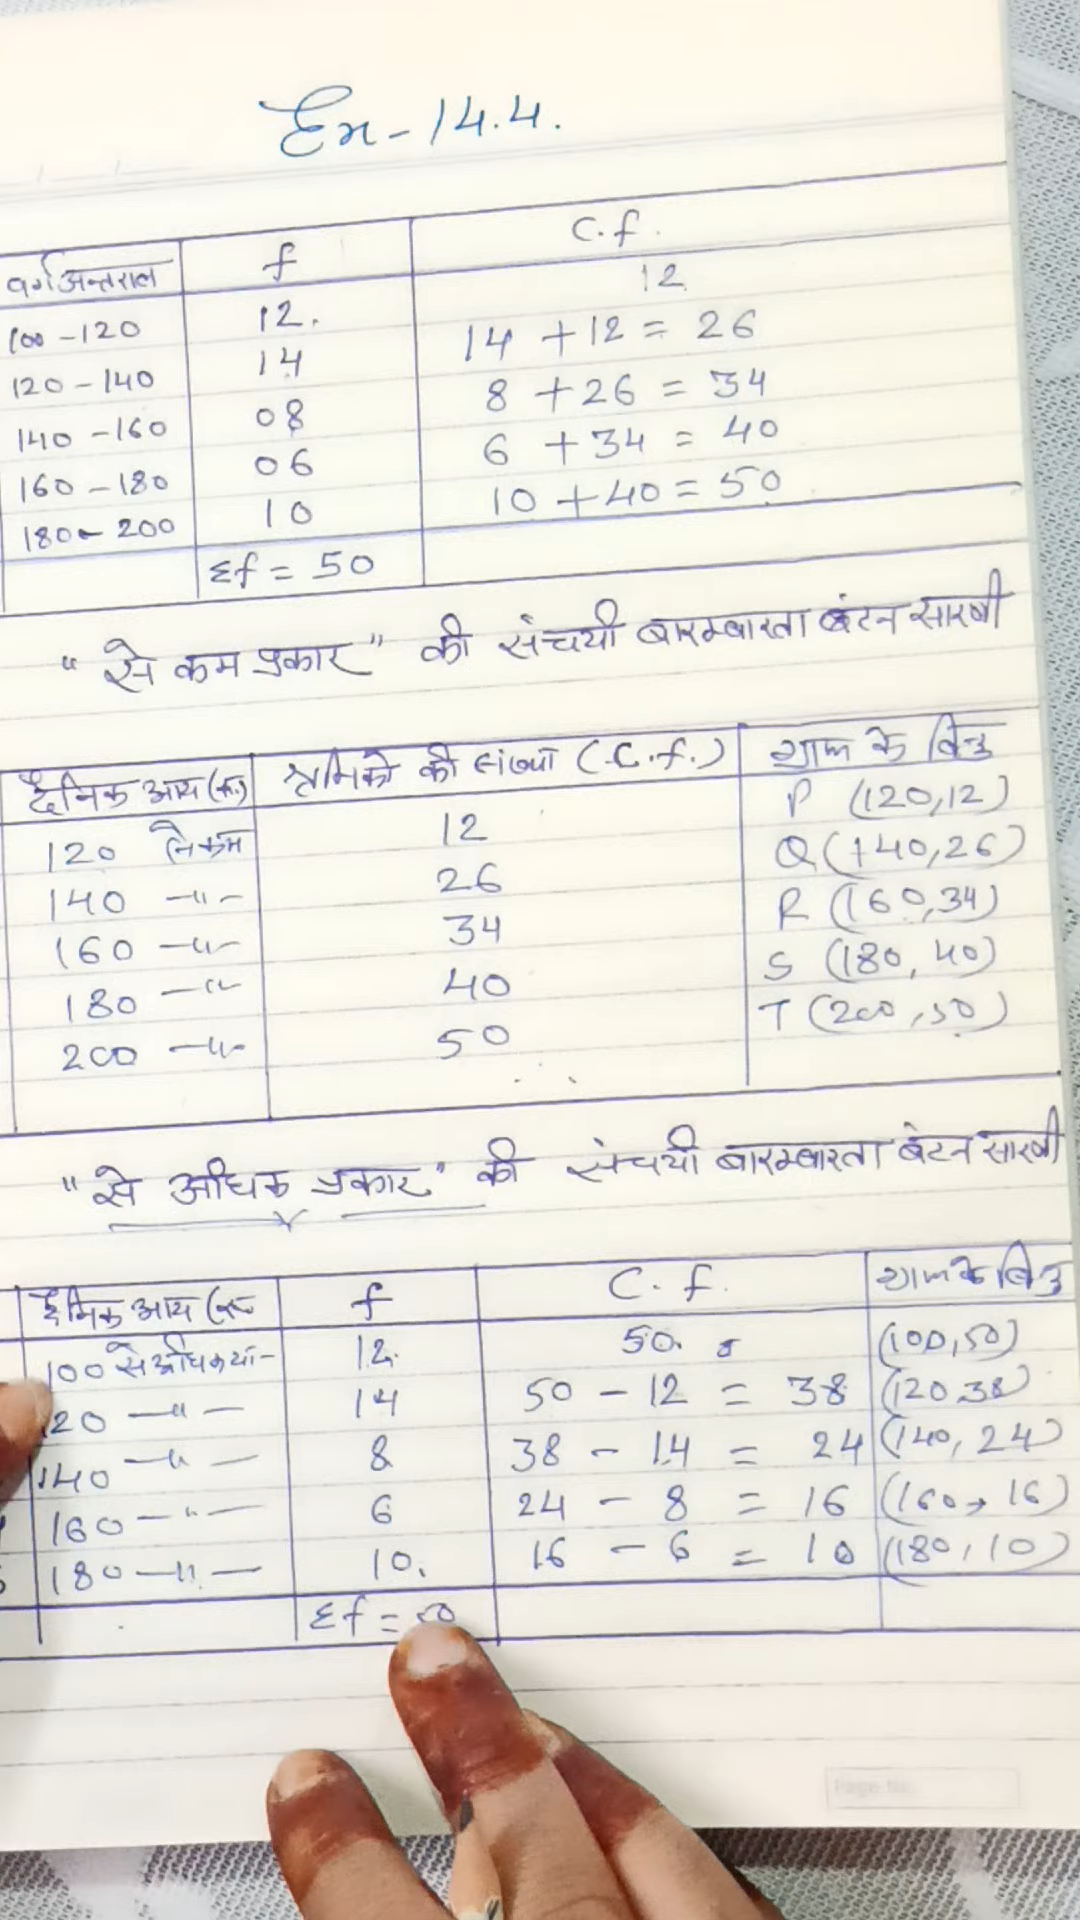 Ex-14.4.
वर्ग अन्तराल f C.f.
100-120 12. 12
120-140 14 14+12=26
140-160 08 8+26=34
160-180 06 6+34=40
180-200 10 10+40=50
Σf=50
"से कम प्रकार" की संचयी बारम्बारता बंटन सारणी
दैनिक आय (रू.) श्रमिकों की संख्या (C.f.) ग्राफ के बिन्दु
120 से कम 12 P (120,12)
140 -〃- 26 Q (140,26)
160 -〃- 34 R (160,34)
180 -〃- 40 S (180,40)
200 -〃- 50 T (200,50)
"से अधिक प्रकार" की संचयी बारम्बारता बंटन सारणी
दैनिक आय (रू f C.f. ग्राफ के बिन्दु
100 से अधिक या- 12. 50. (100,50)
120 -〃- 14 50-12=38 (120,38)
140 -〃- 8 38-14=24 (140,24)
160 -〃- 6 24-8=16 (160,16)
180 -〃- 10. 16-6=10 (180,10)
Σf=50
Page No.